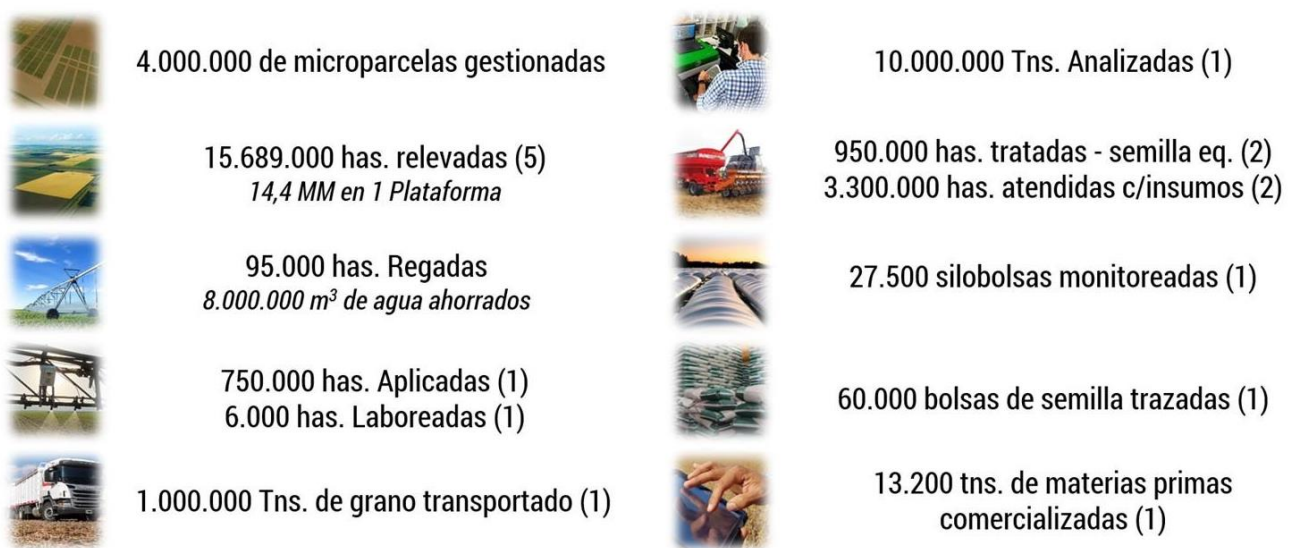 4.000.000 de microparcelas gestionadas
15.689.000 has. relevadas (5)
14,4 MM en 1 Plataforma
95.000 has. Regadas
8.000.000 m³ de agua ahorrados
750.000 has. Aplicadas (1)
6.000 has. Laboreadas (1)
1.000.000 Tns. de grano transportado (1)
10.000.000 Tns. Analizadas (1)
950.000 has. tratadas - semilla eq. (2)
3.300.000 has. atendidas c/insumos (2)
27.500 silobolsas monitoreadas (1)
60.000 bolsas de semilla trazadas (1)
13.200 tns. de materias primas
comercializadas (1)